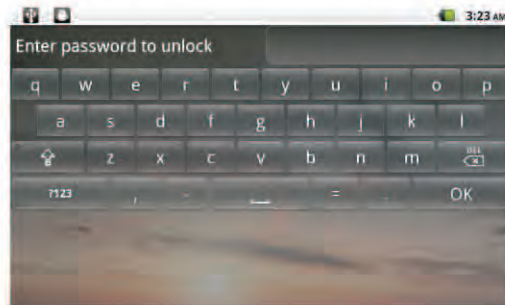 3:23 AM
Enter password to unlock
q w e r t y u i o p
a s d f g h j k l
z x c v b n m DEL
?123 , - = . OK